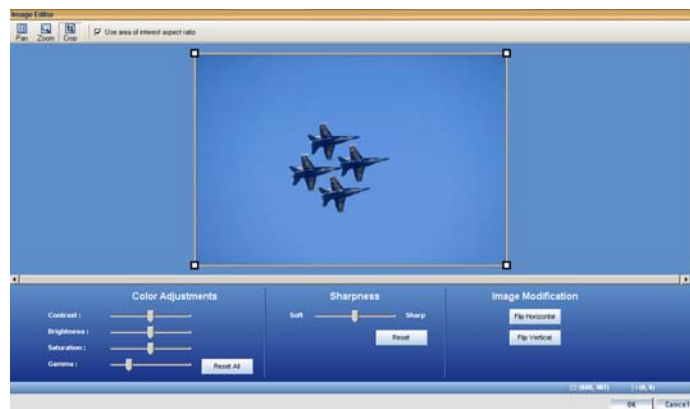 Image Editor
Pan Zoom Crop Use area of interest aspect ratio
Color Adjustments
Contrast :
Brightness :
Saturation :
Gamma :
Reset All
Sharpness
Soft Sharp
Reset
Image Modification
Flip Horizontal
Flip Vertical
OK Cancel